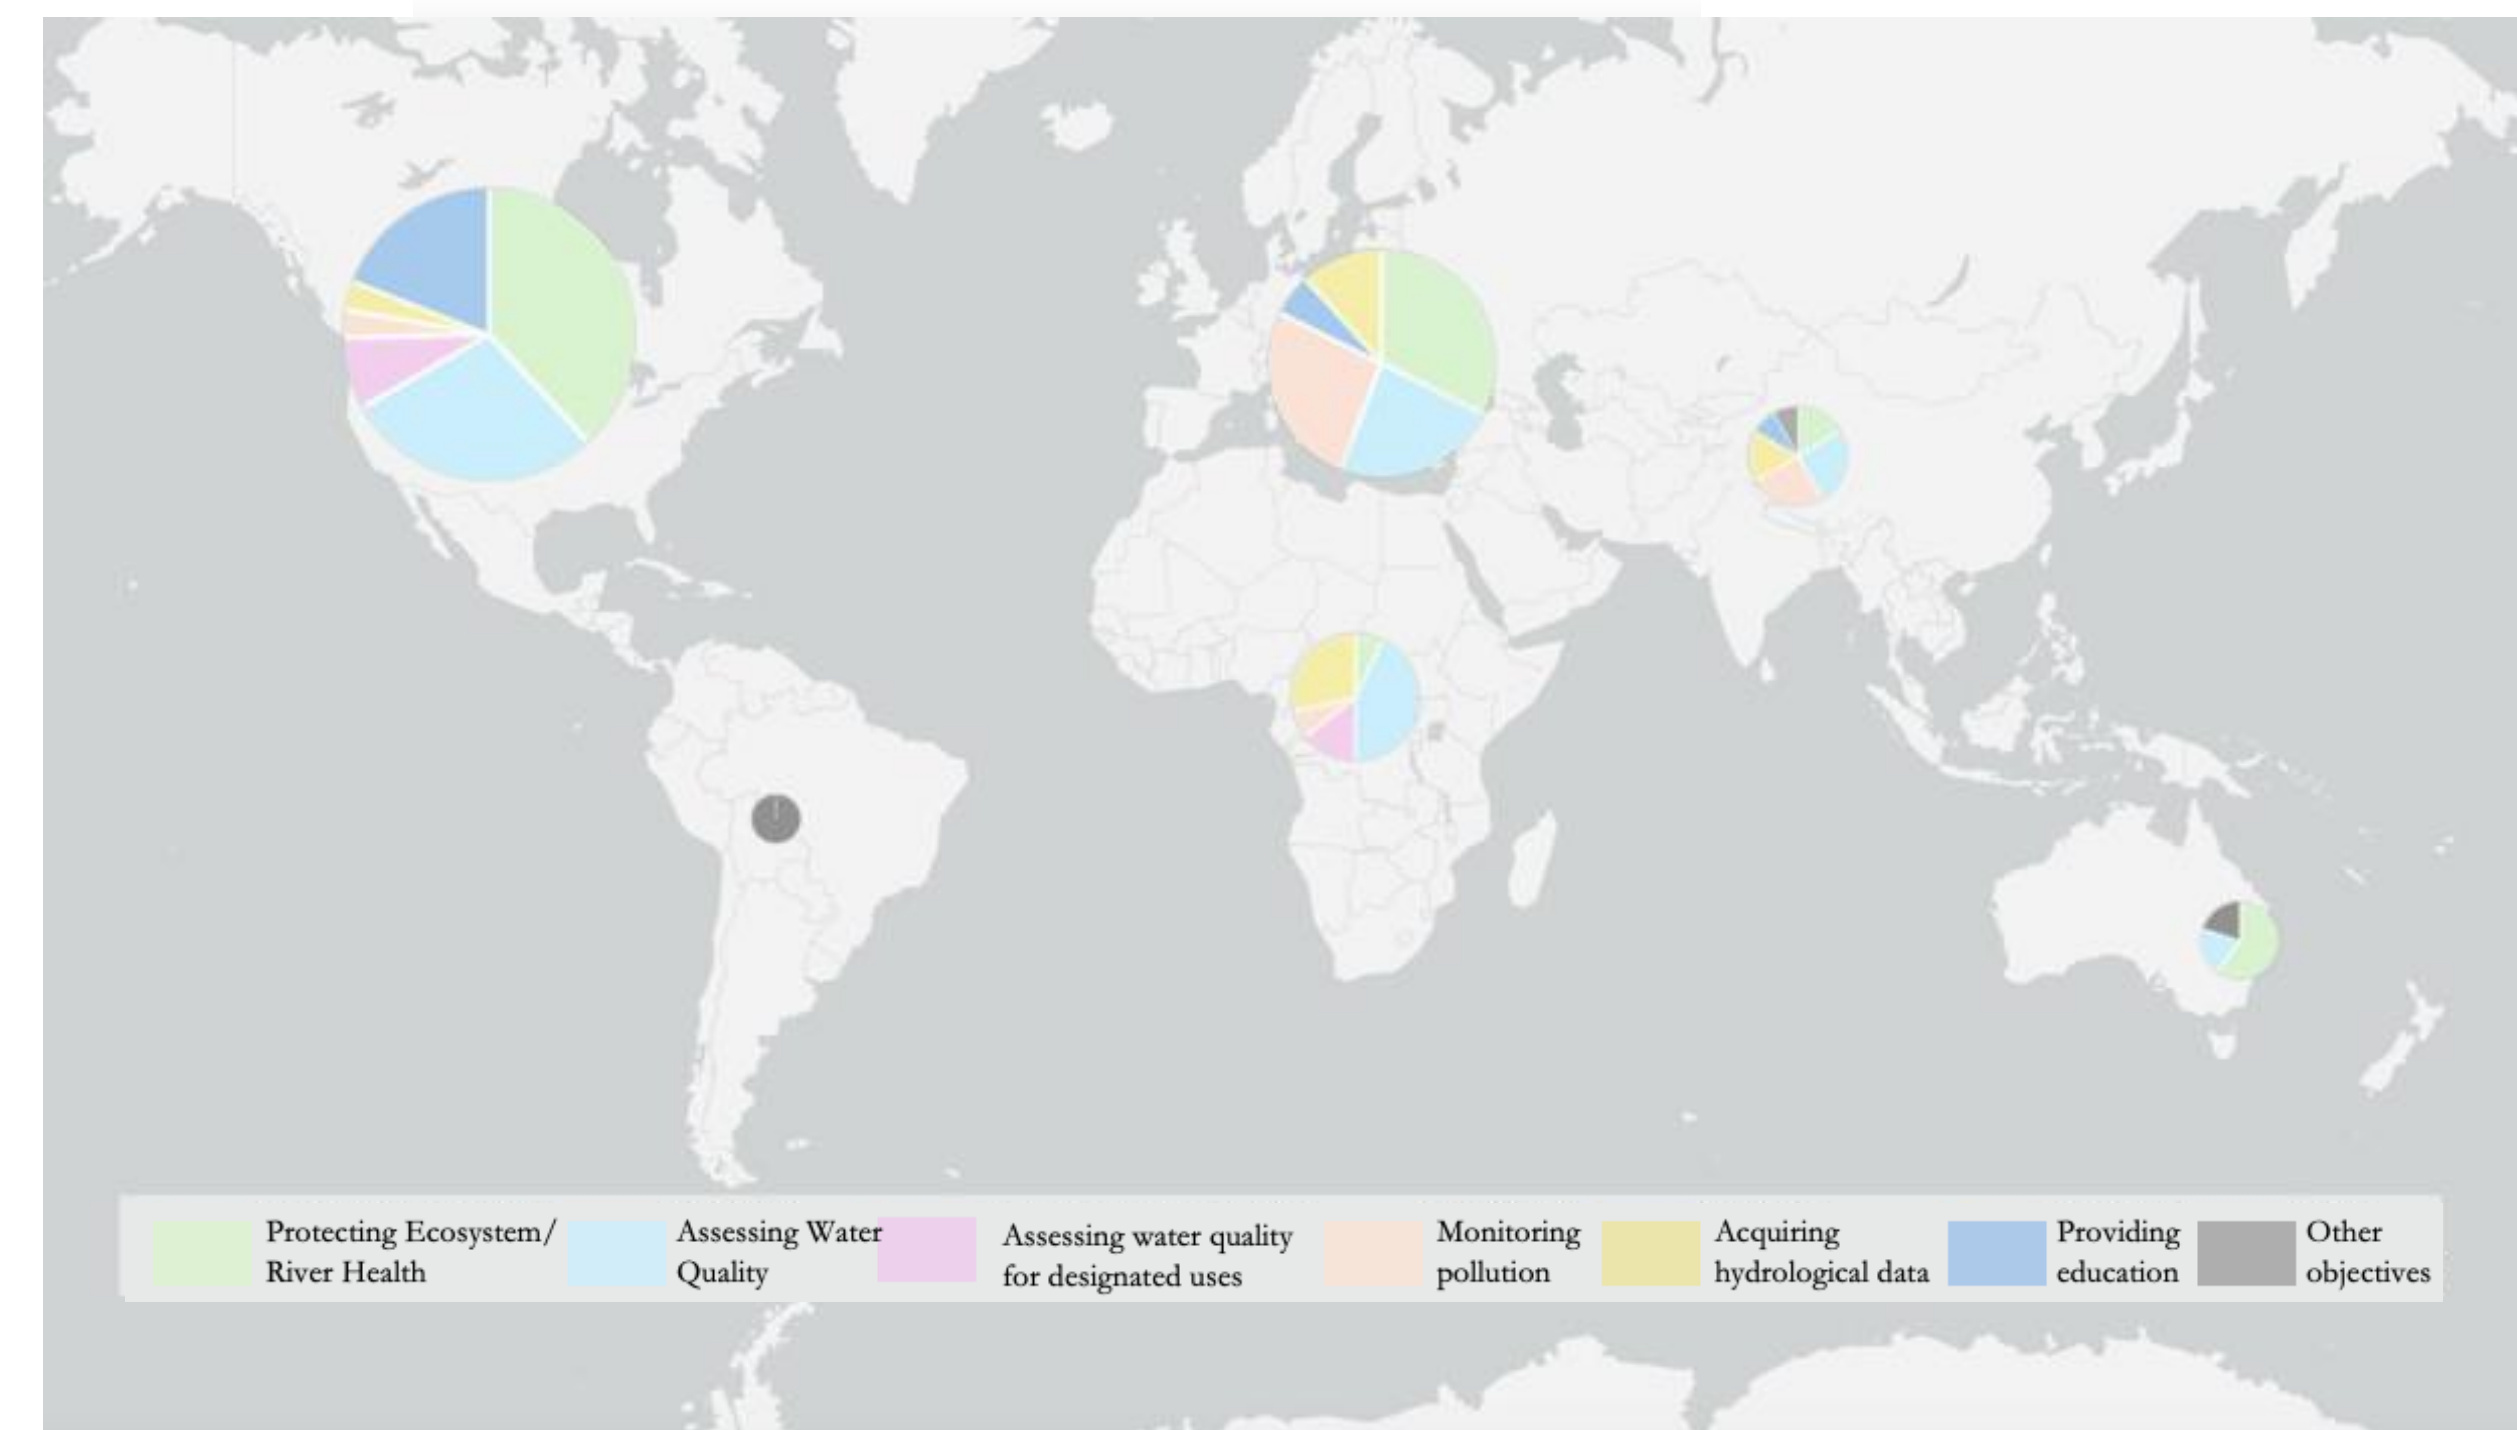 Protecting Ecosystem/
River Health
Assessing Water
Quality
Assessing water quality
for designated uses
Monitoring
pollution
Acquiring
hydrological data
Providing
education
Other
objectives